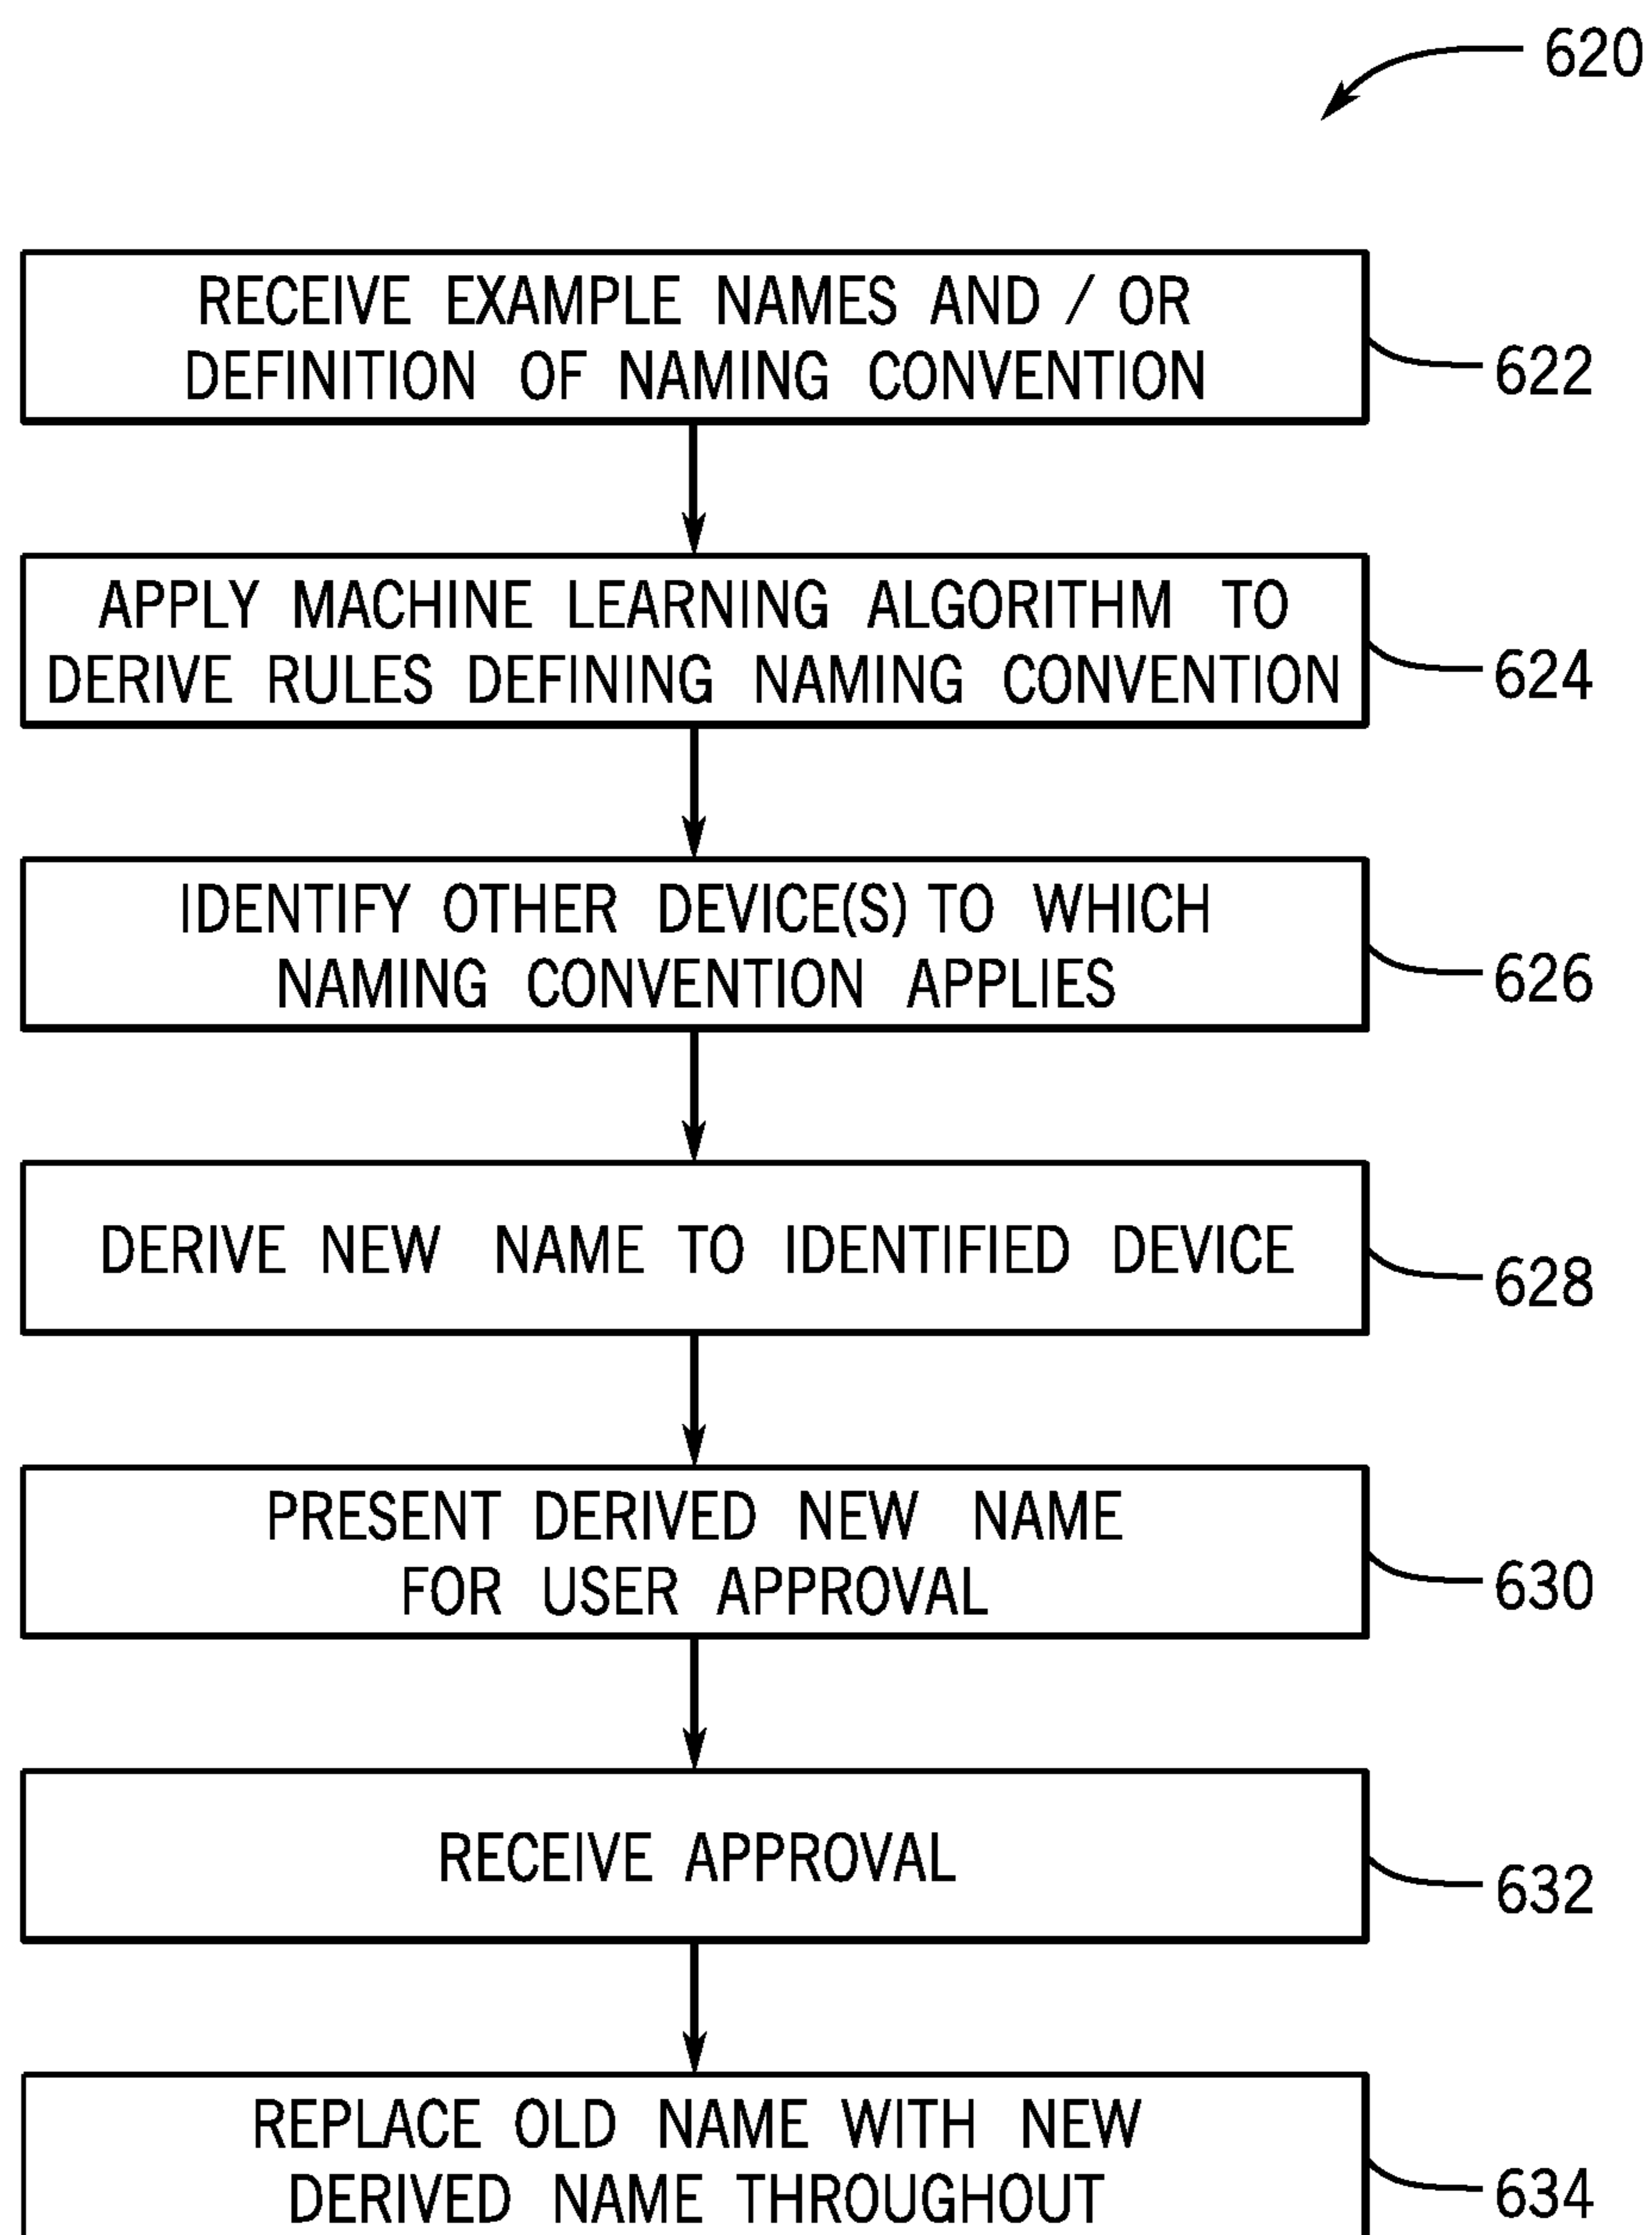 620
RECEIVE EXAMPLE NAMES AND / OR
DEFINITION OF NAMING CONVENTION
622
APPLY MACHINE LEARNING ALGORITHM TO
DERIVE RULES DEFINING NAMING CONVENTION
624
IDENTIFY OTHER DEVICE(S) TO WHICH
NAMING CONVENTION APPLIES
626
DERIVE NEW NAME TO IDENTIFIED DEVICE
628
PRESENT DERIVED NEW NAME
FOR USER APPROVAL
630
RECEIVE APPROVAL
632
REPLACE OLD NAME WITH NEW
DERIVED NAME THROUGHOUT
634